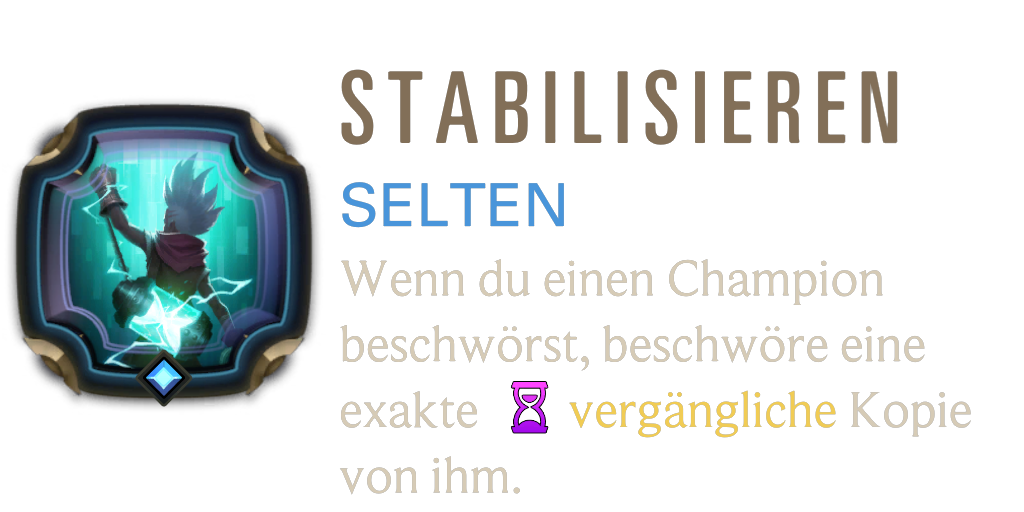 STABILISIEREN
SELTEN
Wenn du einen Champion
beschwörst, beschwöre eine
exakte vergängliche Kopie
von ihm.